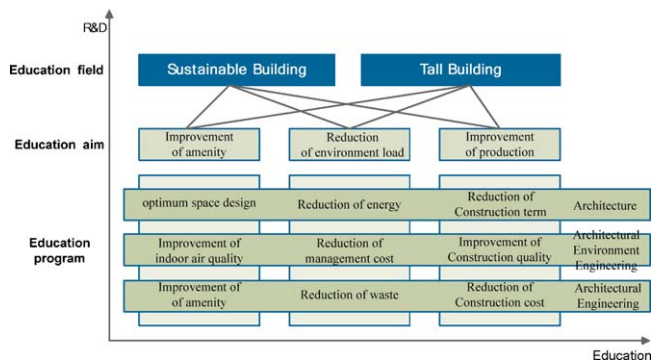 R&D
Education field
Sustainable Building
Tall Building
Education aim
Improvement
of amenity
Reduction
of environment load
Improvement
of production
Education
program
optimum space design
Reduction of energy
Reduction of
Construction term
Architecture
Improvement of
indoor air quality
Reduction of
management cost
Improvement of
Construction quality
Architectural
Environment
Engineering
Improvement of
of amenity
Reduction of waste
Reduction of
Construction cost
Architectural
Engineering
Education